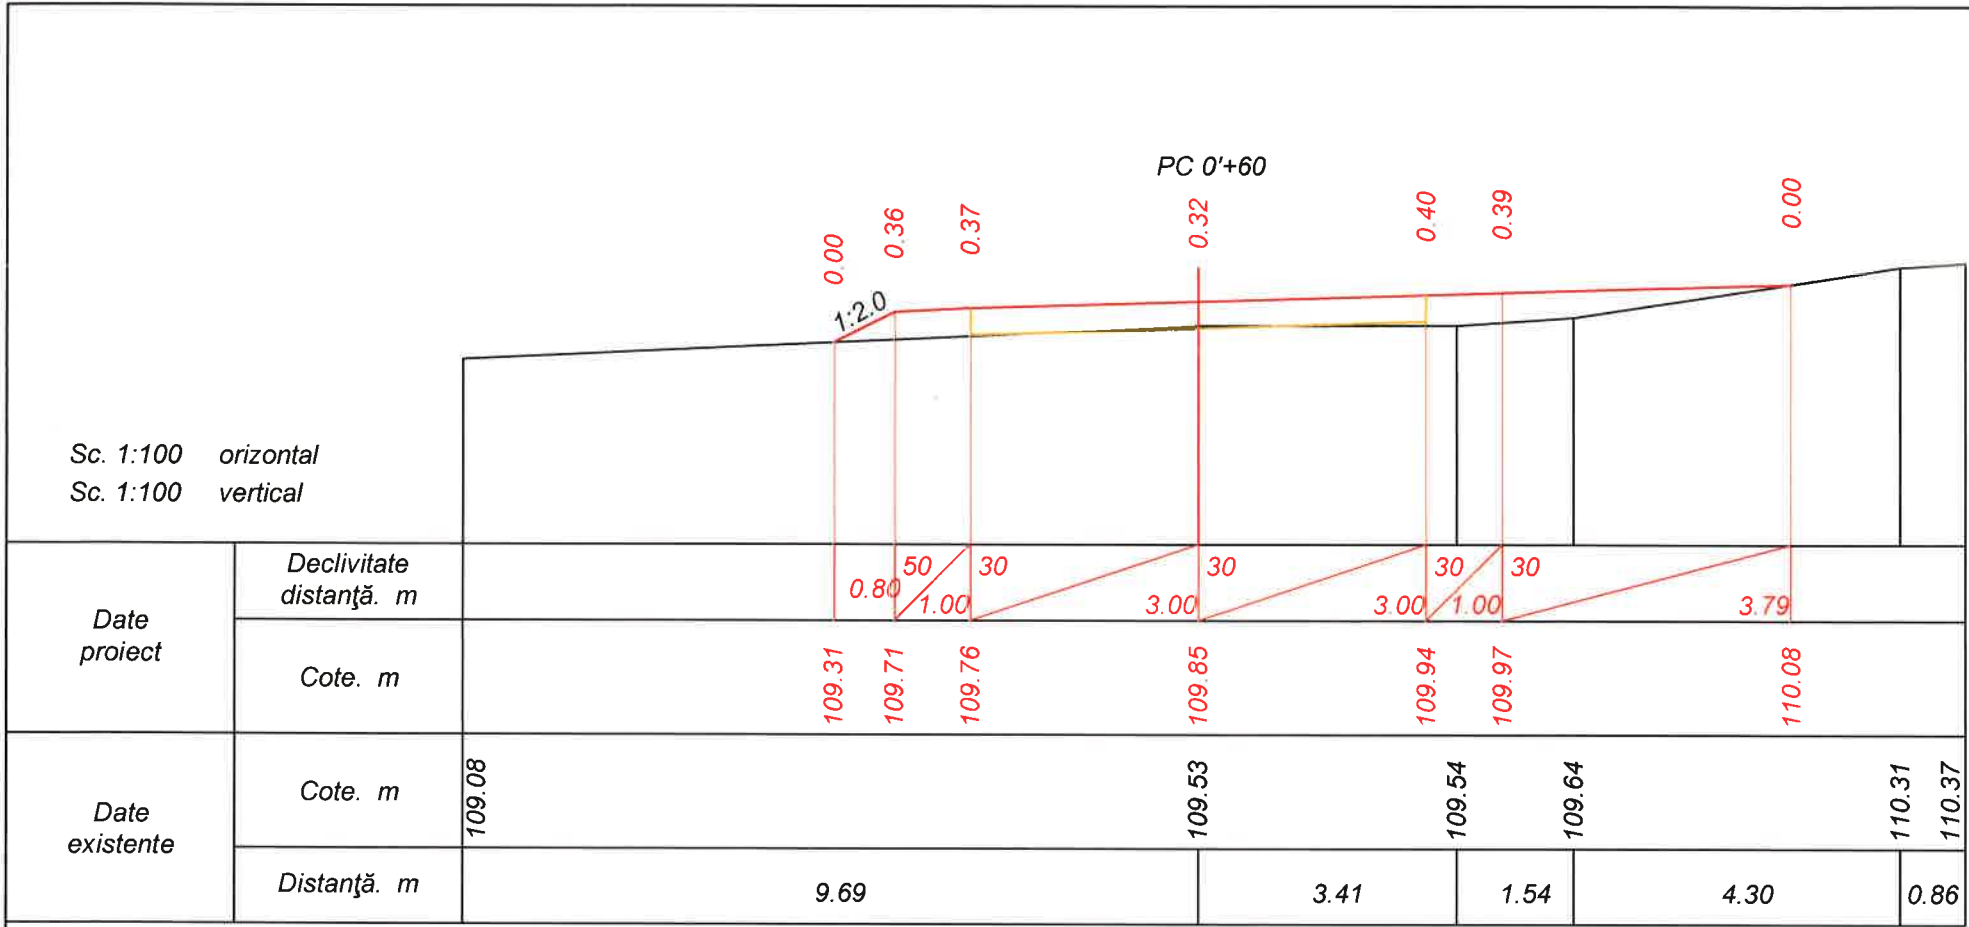 PC 0'+60
0.00
0.36
0.37
0.32
0.40
0.39
0.00
1:2.0
Sc. 1:100 orizontal
Sc. 1:100 vertical
Date
proiect
Declivitate
distanţă. m
50 30 30 30 30
0.80 1.00 3.00 3.00 1.00 3.79
Cote. m
109.31 109.71 109.76 109.85 109.94 109.97 110.08
Date
existente
Cote. m
109.08 109.53 109.54 109.64 110.31 110.37
Distanţă. m
9.69 3.41 1.54 4.30 0.86